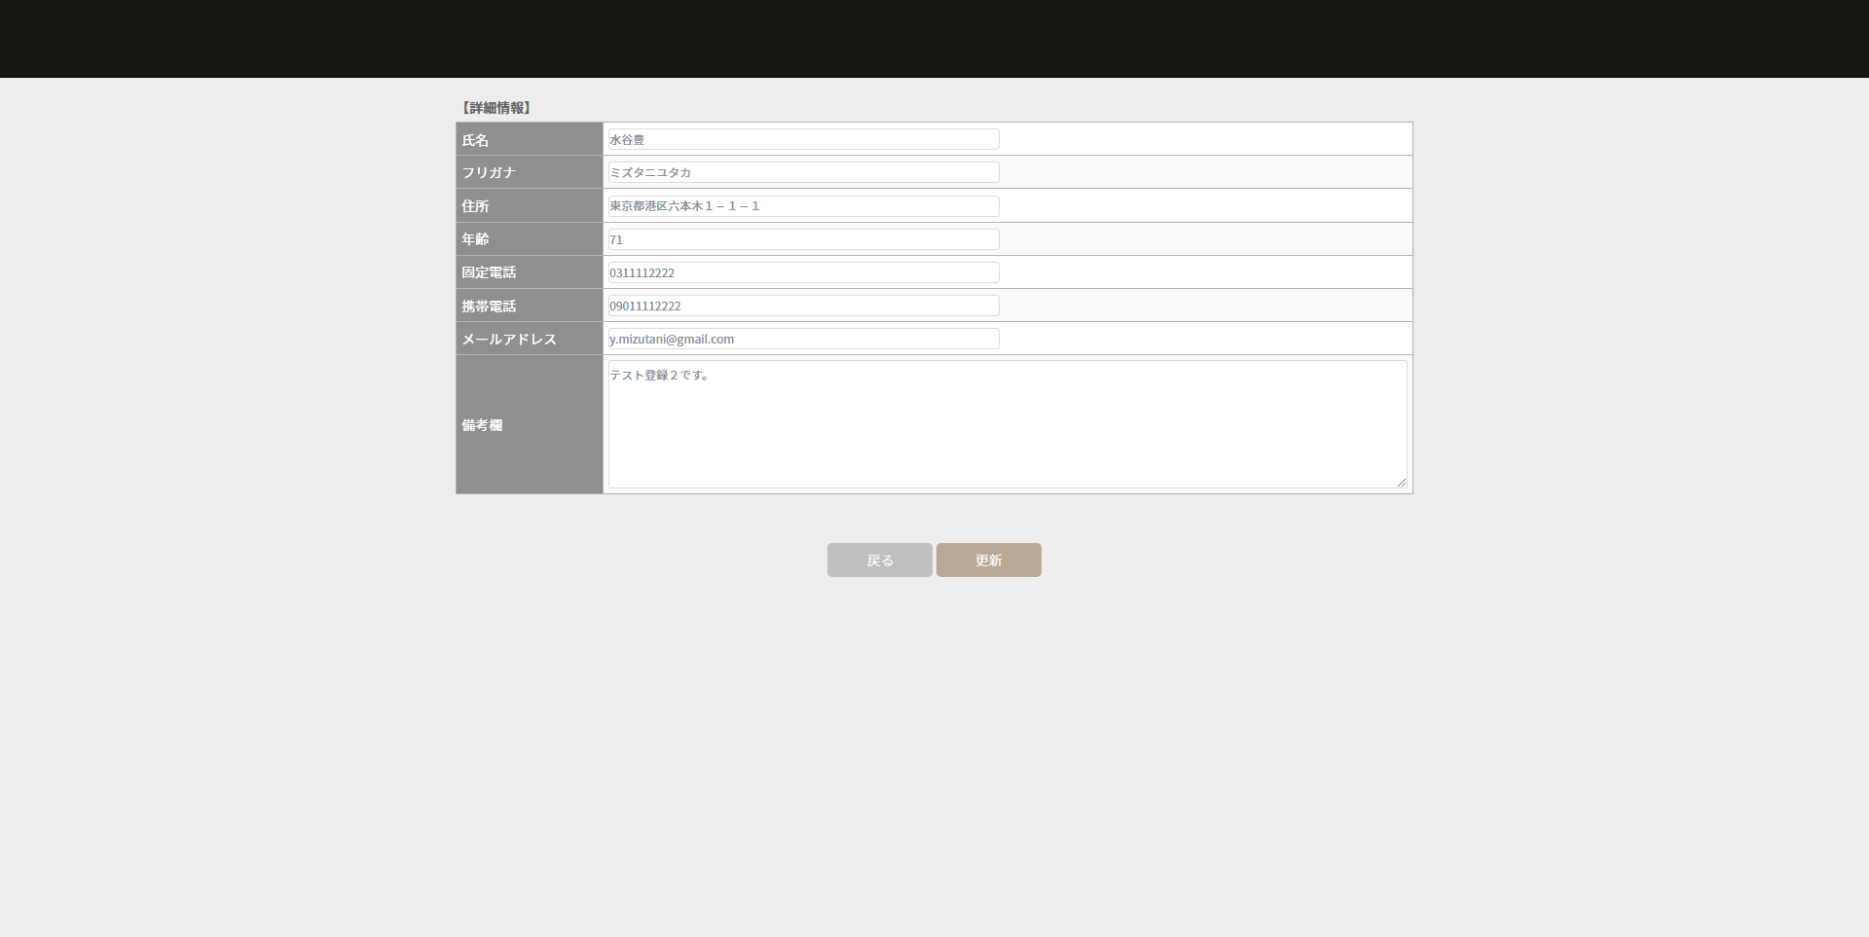 【詳細情報】
氏名 水谷豊
フリガナ ミズタニユタカ
住所 東京都港区六本木１－１－１
年齢 71
固定電話 0311112222
携帯電話 09011112222
メールアドレス y.mizutani@gmail.com
備考欄 テスト登録２です。
戻る 更新